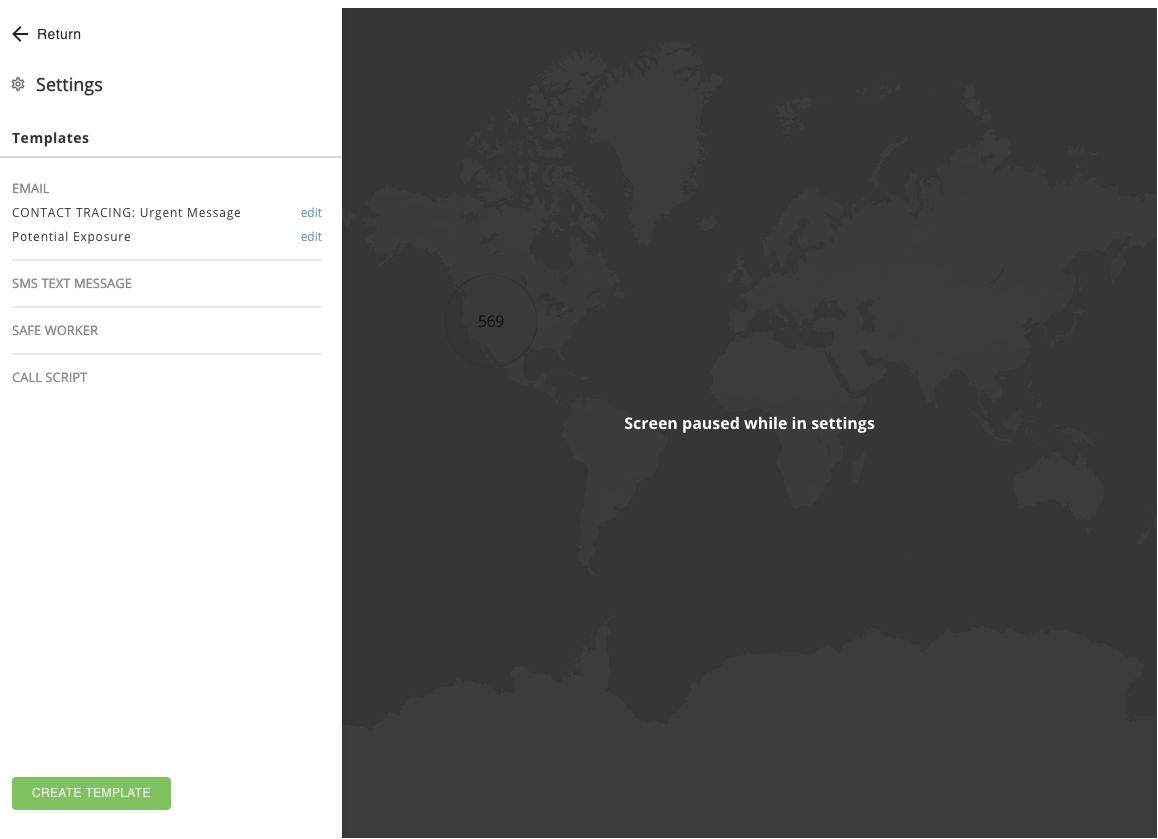 Return
Settings
Templates
EMAIL
CONTACT TRACING: Urgent Message edit
Potential Exposure edit
SMS TEXT MESSAGE
SAFE WORKER
CALL SCRIPT
CREATE TEMPLATE
569
Screen paused while in settings